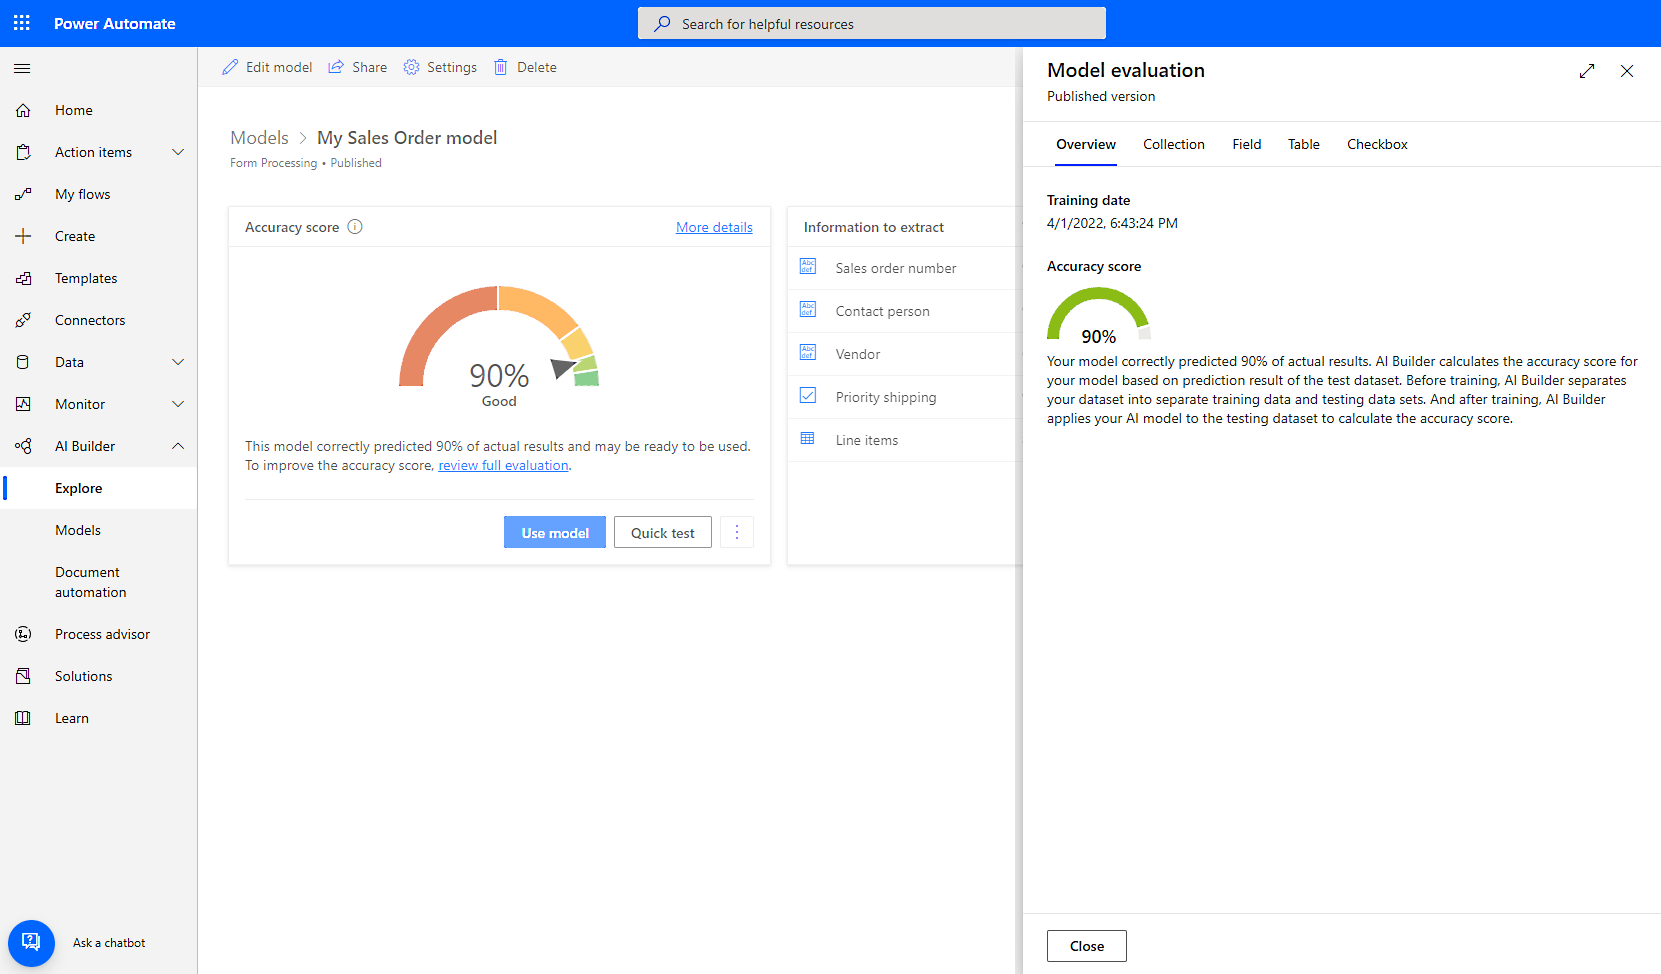 Power Automate
Search for helpful resources
Home
Action items
My flows
Create
Templates
Connectors
Data
Monitor
AI Builder
Explore
Models
Document
automation
Process advisor
Solutions
Learn
Ask a chatbot
Edit model
Share
Settings
Delete
Models > My Sales Order model
Form Processing • Published
Accuracy score
More details
90%
Good
This model correctly predicted 90% of actual results and may be ready to be used.
To improve the accuracy score, review full evaluation.
Use model
Quick test
Information to extract
Abc def Sales order number
Abc def Contact person
Abc def Vendor
Priority shipping
Line items
Model evaluation
Published version
Overview
Collection
Field
Table
Checkbox
Training date
4/1/2022, 6:43:24 PM
Accuracy score
90%
Your model correctly predicted 90% of actual results. AI Builder calculates the accuracy score for
your model based on prediction result of the test dataset. Before training, AI Builder separates
your dataset into separate training data and testing data sets. And after training, AI Builder
applies your AI model to the testing dataset to calculate the accuracy score.
Close